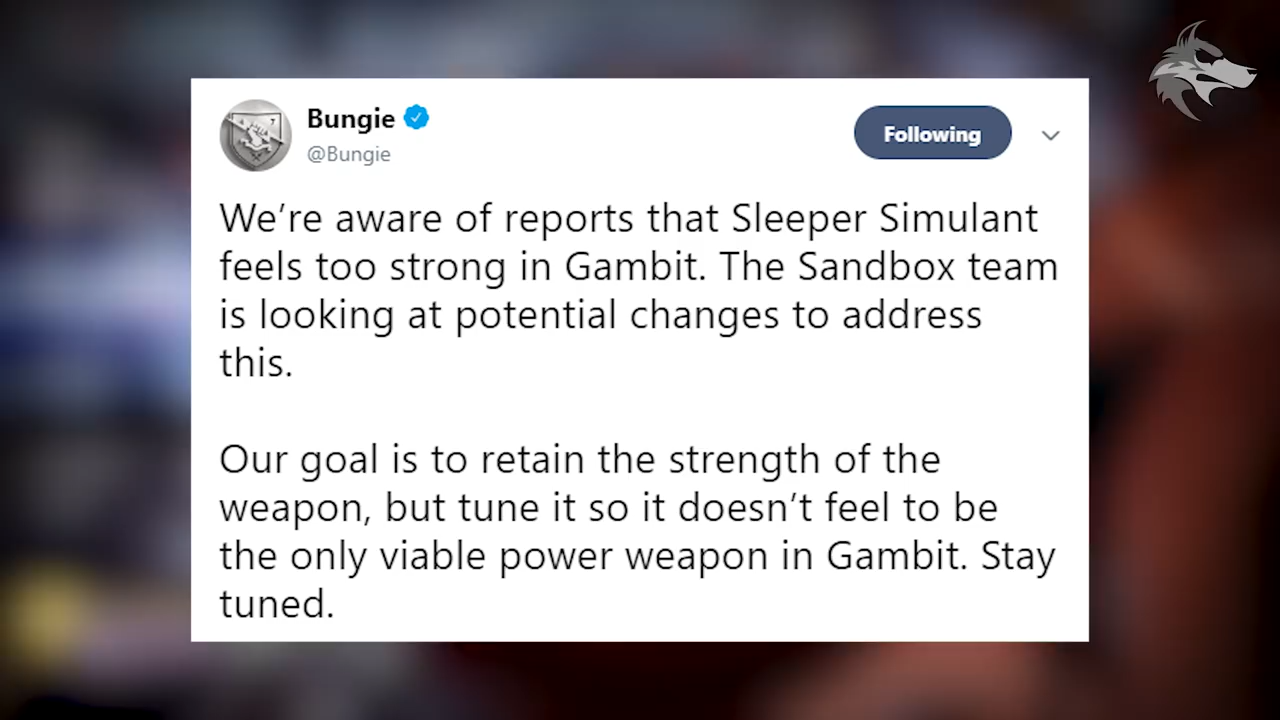 Bungie
@Bungie
Following
We’re aware of reports that Sleeper Simulant
feels too strong in Gambit. The Sandbox team
is looking at potential changes to address
this.
Our goal is to retain the strength of the
weapon, but tune it so it doesn’t feel to be
the only viable power weapon in Gambit. Stay
tuned.